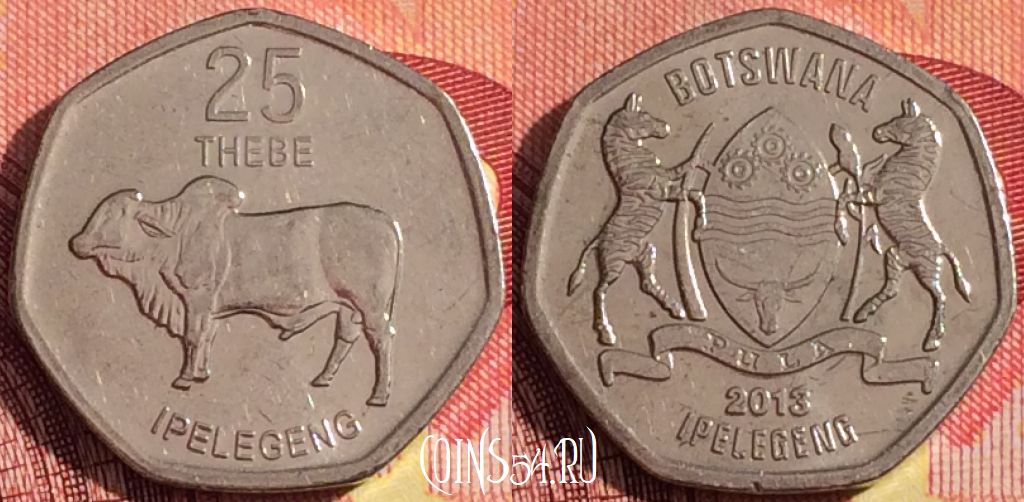 25
THEBE
IPELEGENG
BOTSWANA
PULA
2013
IPELEGENG
COINS54.RU